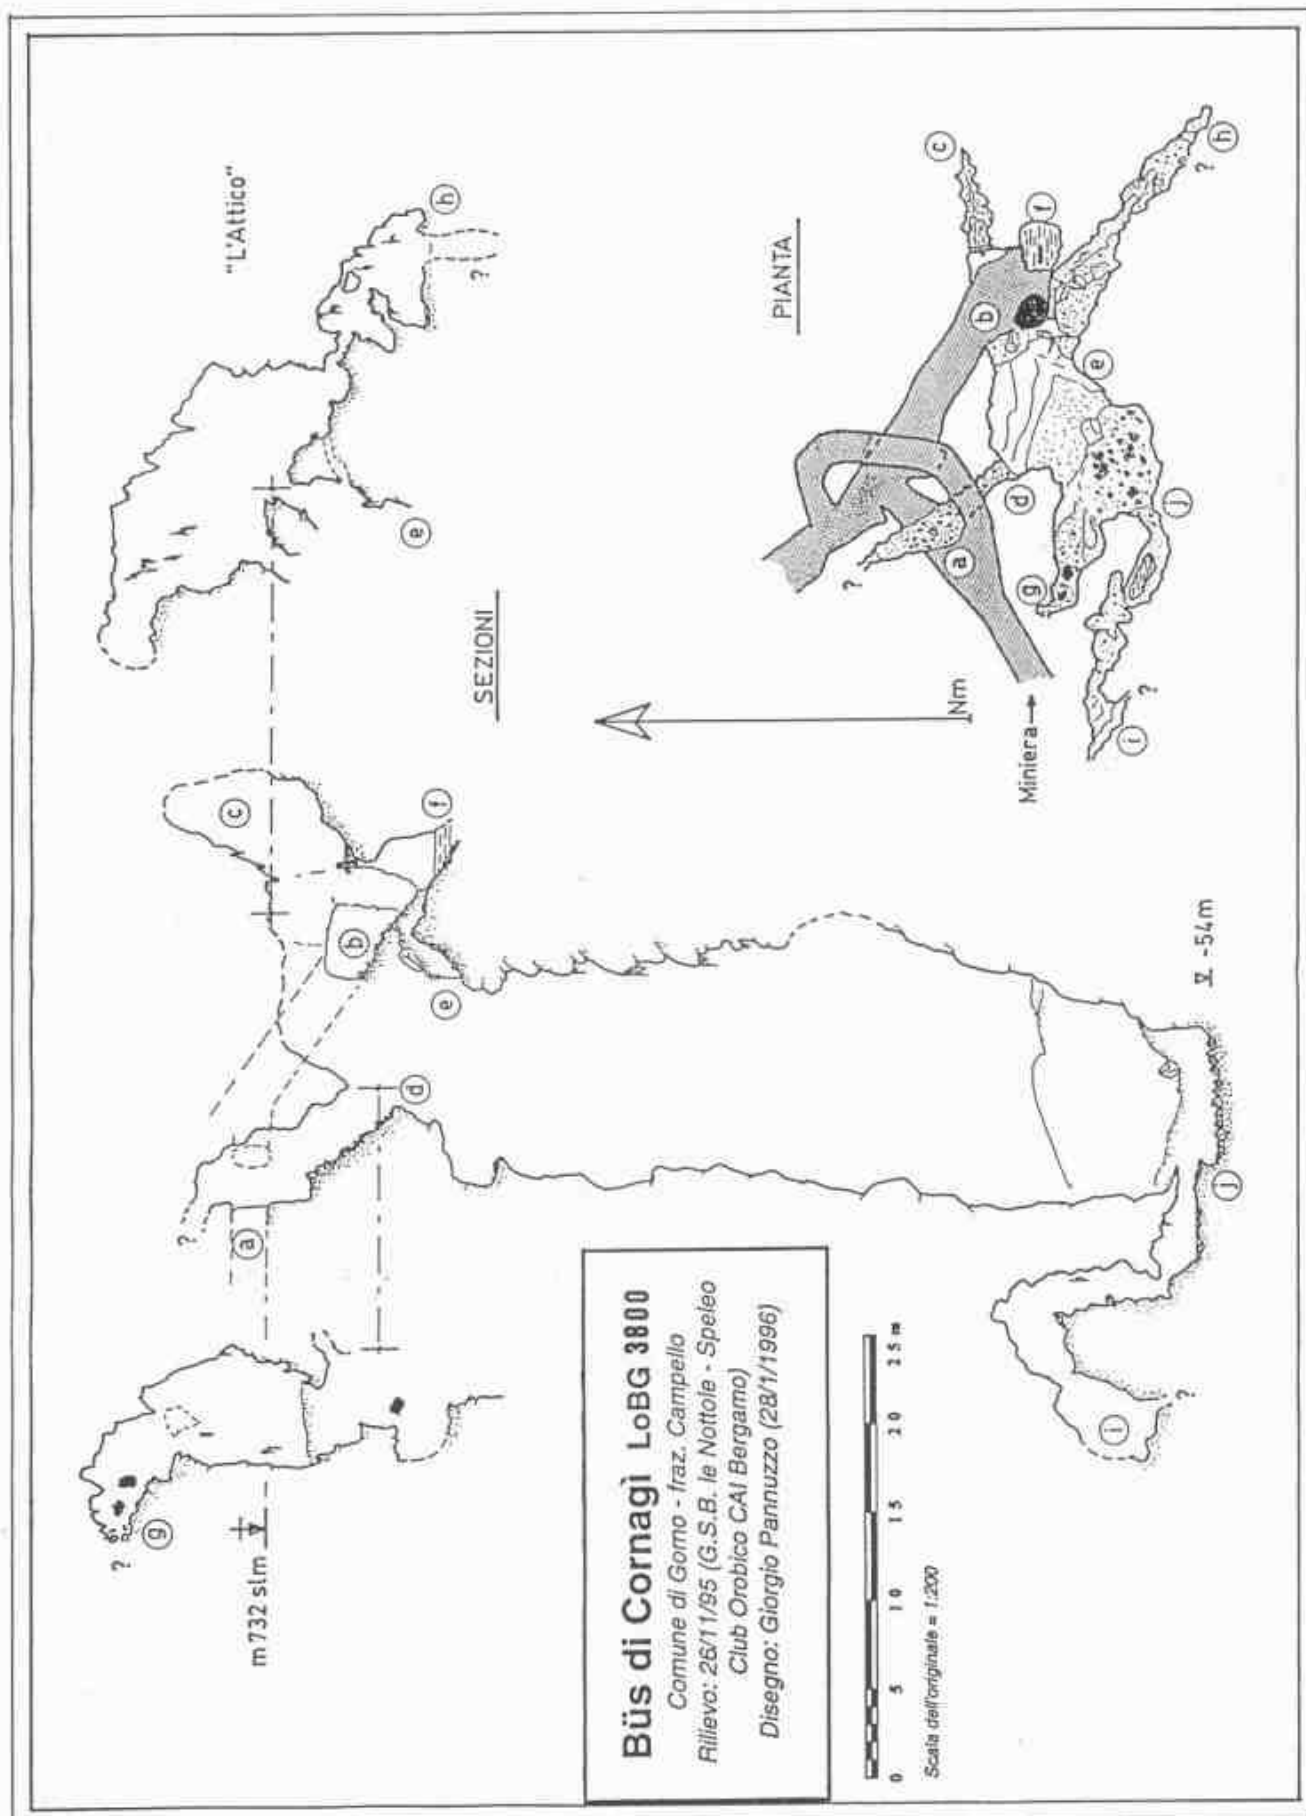 "L'Attico"
h
?
e
SEZIONI
c
b
f
e
d
?
a
?
g
m 732 slm
Büs di Cornagì LoBG 3800
Comune di Gorno - fraz. Campello
Rilievo: 26/11/95 (G.S.B. le Nottole - Speleo
Club Orobico CAI Bergamo)
Disegno: Giorgio Pannuzzo (28/1/1996)
0 5 10 15 20 25 m
Scala dell'originale = 1:200
-54m
j
i
?
PIANTA
c
f
h
?
b
e
d
j
a
?
g
i
?
Nm
Miniera→